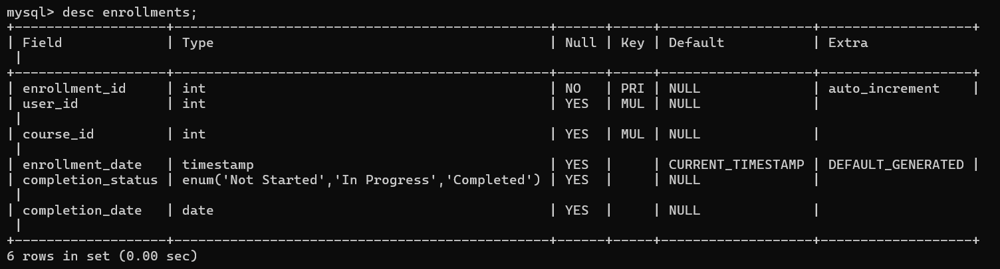 mysql> desc enrollments;
+-------------------+-----------------------------------------------+------+-----+-------------------+-------------------+
| Field             | Type                                          | Null | Key | Default           | Extra
 |
+-------------------+-----------------------------------------------+------+-----+-------------------+-------------------+
| enrollment_id     | int                                           | NO   | PRI | NULL              | auto_increment    |
| user_id           | int                                           | YES  | MUL | NULL              |
 |
| course_id         | int                                           | YES  | MUL | NULL              |
 |
| enrollment_date   | timestamp                                     | YES  |     | CURRENT_TIMESTAMP | DEFAULT_GENERATED |
| completion_status | enum('Not Started','In Progress','Completed') | YES  |     | NULL              |
 |
| completion_date   | date                                          | YES  |     | NULL              |
 |
+-------------------+-----------------------------------------------+------+-----+-------------------+-------------------+
6 rows in set (0.00 sec)